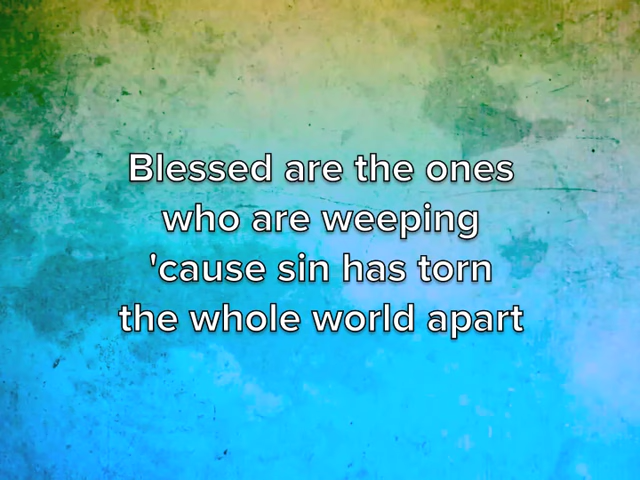 Blessed are the ones
who are weeping
'cause sin has torn
the whole world apart